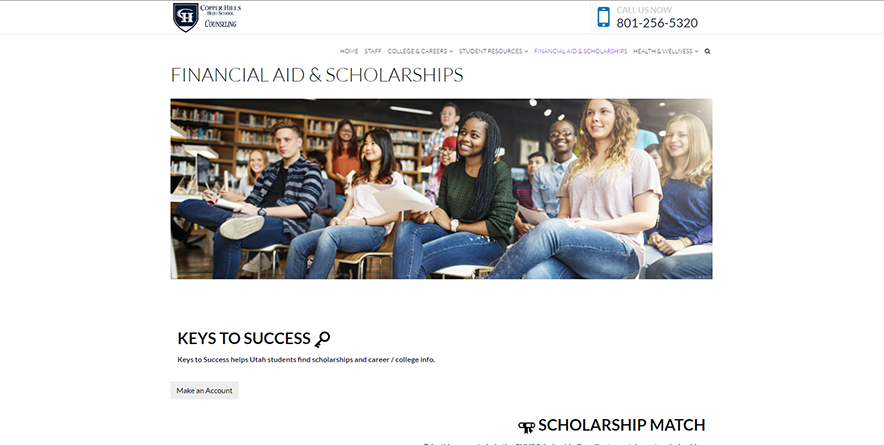 COPPER HILLS
HIGH SCHOOL
COUNSELING
CALL US NOW
801-256-5320
HOME STAFF COLLEGE & CAREERS STUDENT RESOURCES FINANCIAL AID & SCHOLARSHIPS HEALTH & WELLNESS
FINANCIAL AID & SCHOLARSHIPS
KEYS TO SUCCESS
Keys to Success helps Utah students find scholarships and career / college info.
Make an Account
SCHOLARSHIP MATCH